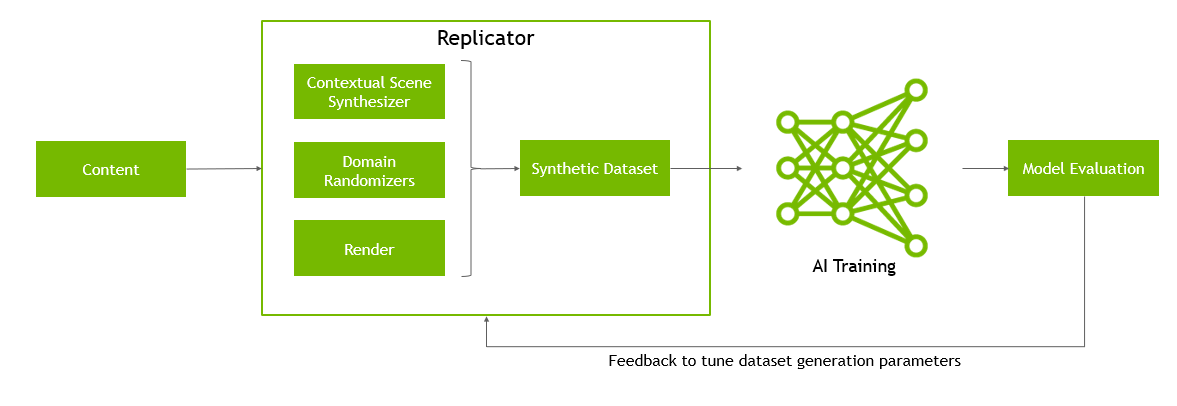 Replicator
Contextual Scene
Synthesizer
Content
Domain
Randomizers
Synthetic Dataset
Model Evaluation
Render
AI Training
Feedback to tune dataset generation parameters